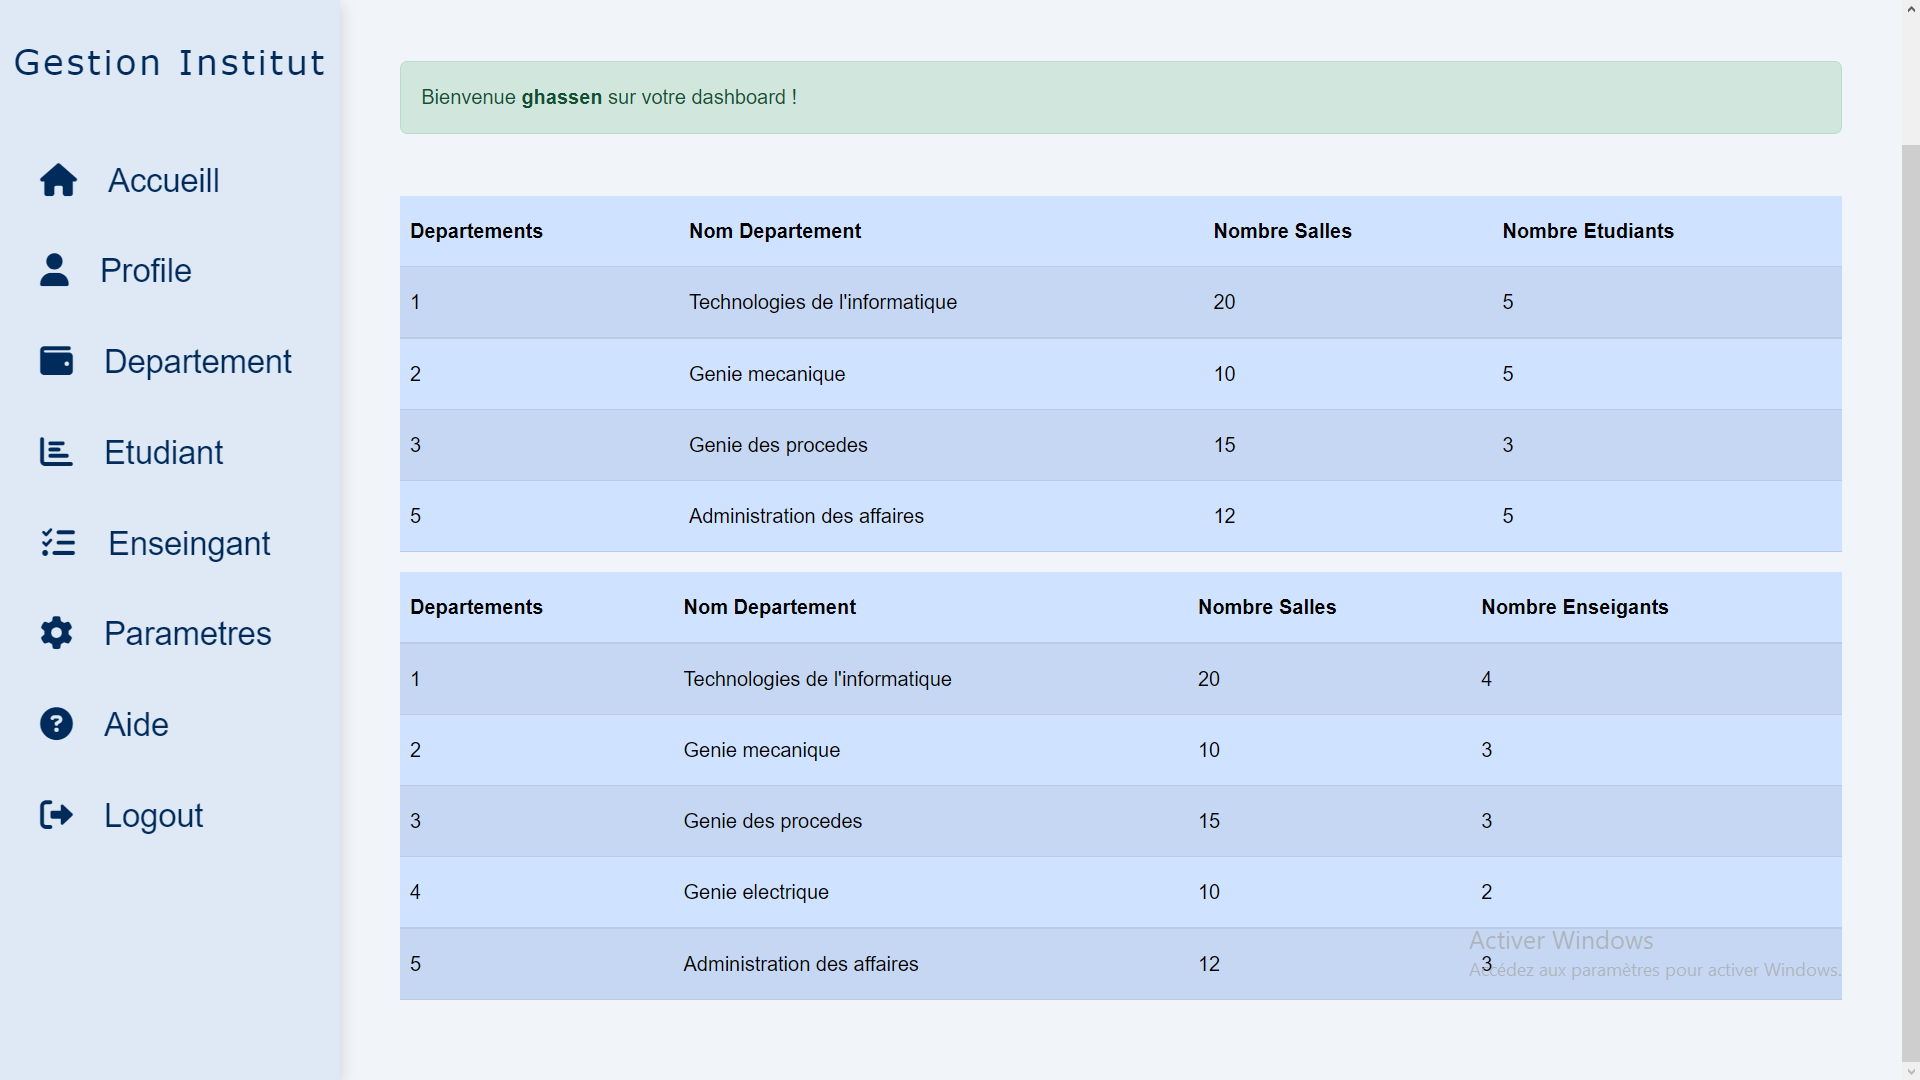 Gestion Institut
Accueill
Profile
Departement
Etudiant
Enseingant
Parametres
Aide
Logout
Bienvenue ghassen sur votre dashboard !
Departements Nom Departement Nombre Salles Nombre Etudiants
1 Technologies de l'informatique 20 5
2 Genie mecanique 10 5
3 Genie des procedes 15 3
5 Administration des affaires 12 5
Departements Nom Departement Nombre Salles Nombre Enseigants
1 Technologies de l'informatique 20 4
2 Genie mecanique 10 3
3 Genie des procedes 15 3
4 Genie electrique 10 2
5 Administration des affaires 12 3
Activer Windows
Accédez aux paramètres pour activer Windows.